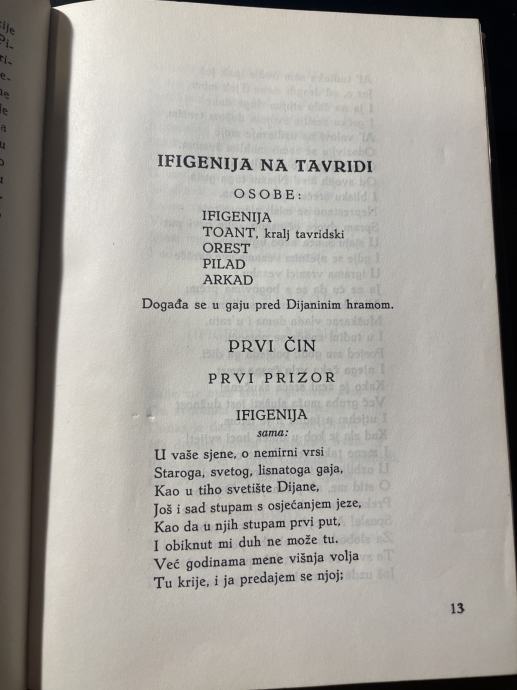 IFIGENIJA NA TAVRIDI
OSOBE:
IFIGENIJA
TOANT, kralj tavridski
OREST
PILAD
ARKAD
Događa se u gaju pred Dijaninim hramom.
PRVI ČIN
PRVI PRIZOR
IFIGENIJA
sama:
U vaše sjene, o nemirni vrsi
Staroga, svetog, lisnatoga gaja,
Kao u tiho svetište Dijane,
Još i sad stupam s osjećanjem jeze,
Kao da u njih stupam prvi put,
I obiknut mi duh ne može tu.
Već godinama mene višnja volja
Tu krije, i ja predajem se njoj;
13